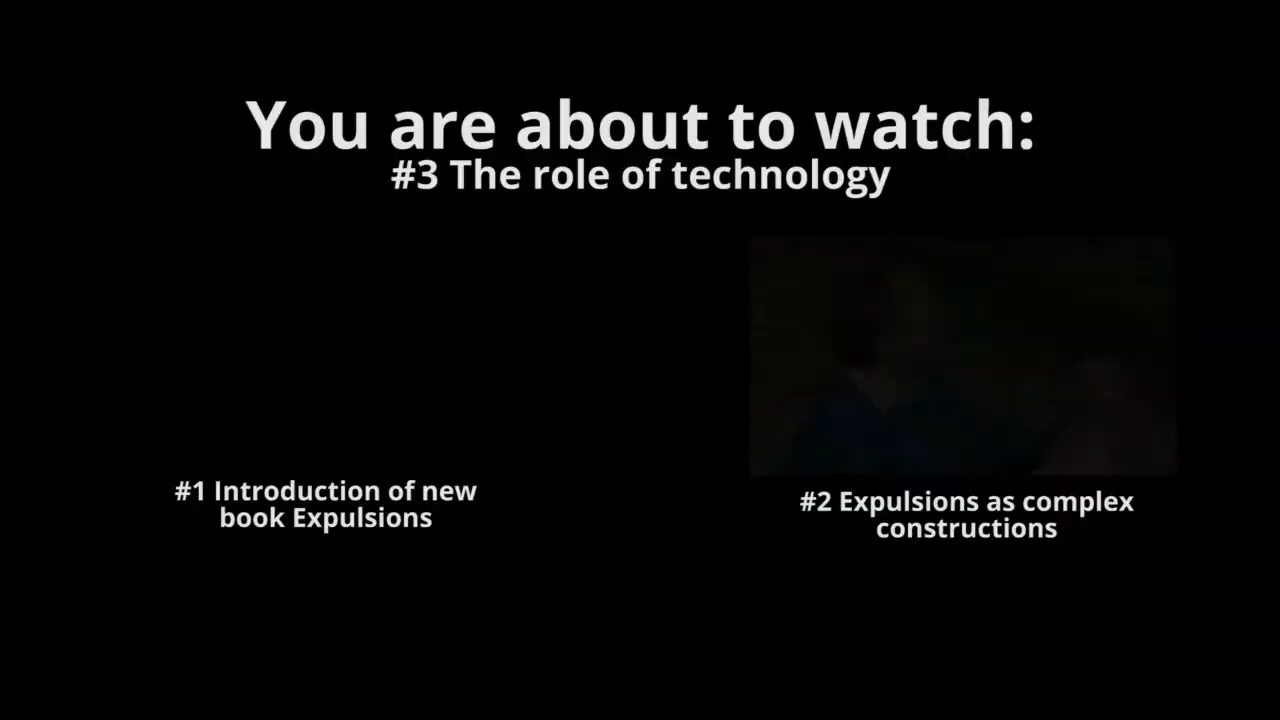 You are about to watch:
#3 The role of technology
#1 Introduction of new
book Expulsions
#2 Expulsions as complex
constructions